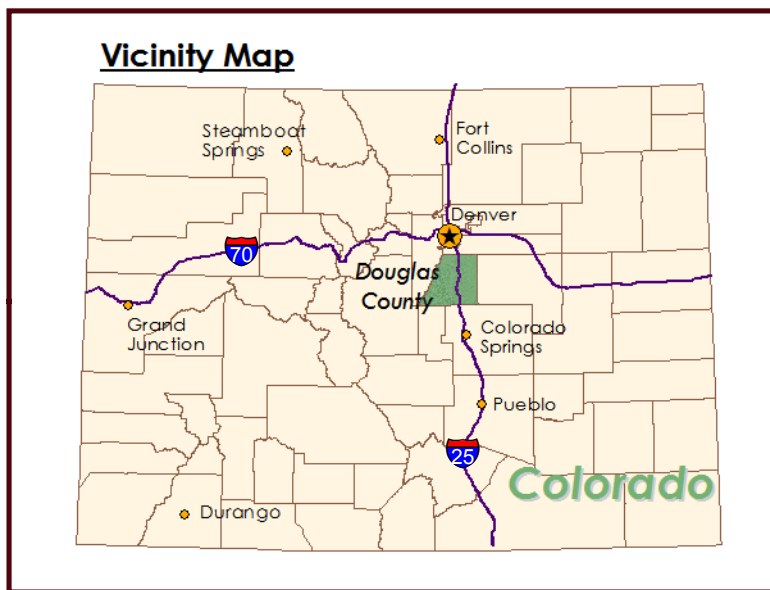 Vicinity Map
Steamboat
Springs
Fort
Collins
Denver
70
Douglas
County
Grand
Junction
Colorado
Springs
Pueblo
25
Colorado
Durango